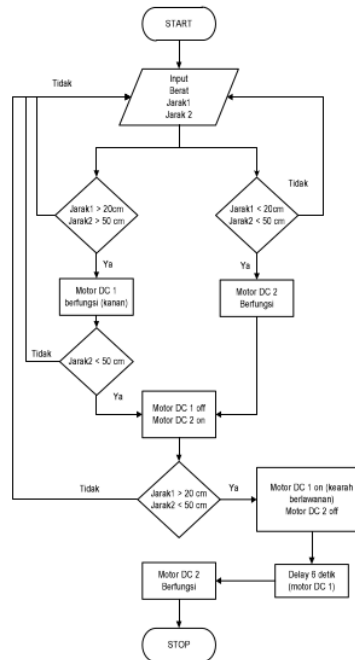 START
Tidak
Input
Berat
Jarak1
Jarak 2
Jarak1 > 20cm
Jarak2 > 50 cm
Jarak1 < 20cm
Jarak2 < 50 cm
Tidak
Ya
Ya
Motor DC 1
berfungsi (kanan)
Motor DC 2
Berfungsi
Tidak
Jarak2 < 50 cm
Ya
Motor DC 1 off
Motor DC 2 on
Tidak
Jarak1 > 20 cm
Jarak2 < 50 cm
Ya
Motor DC 1 on (kearah
berlawanan)
Motor DC 2 off
Motor DC 2
Berfungsi
Delay 6 detik
(motor DC 1)
STOP